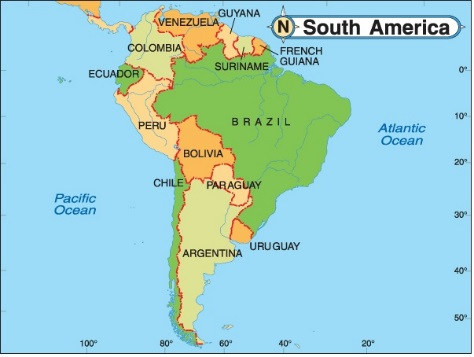 GUYANA
N South America
VENEZUELA
COLOMBIA
FRENCH
GUIANA
SURINAME
ECUADOR
0°
PERU
BRAZIL
10°
Atlantic
Ocean
BOLIVIA
20°
CHILE
PARAGUAY
Pacific
Ocean
30°
URUGUAY
ARGENTINA
40°
50°
100°
80°
60°
40°
20°